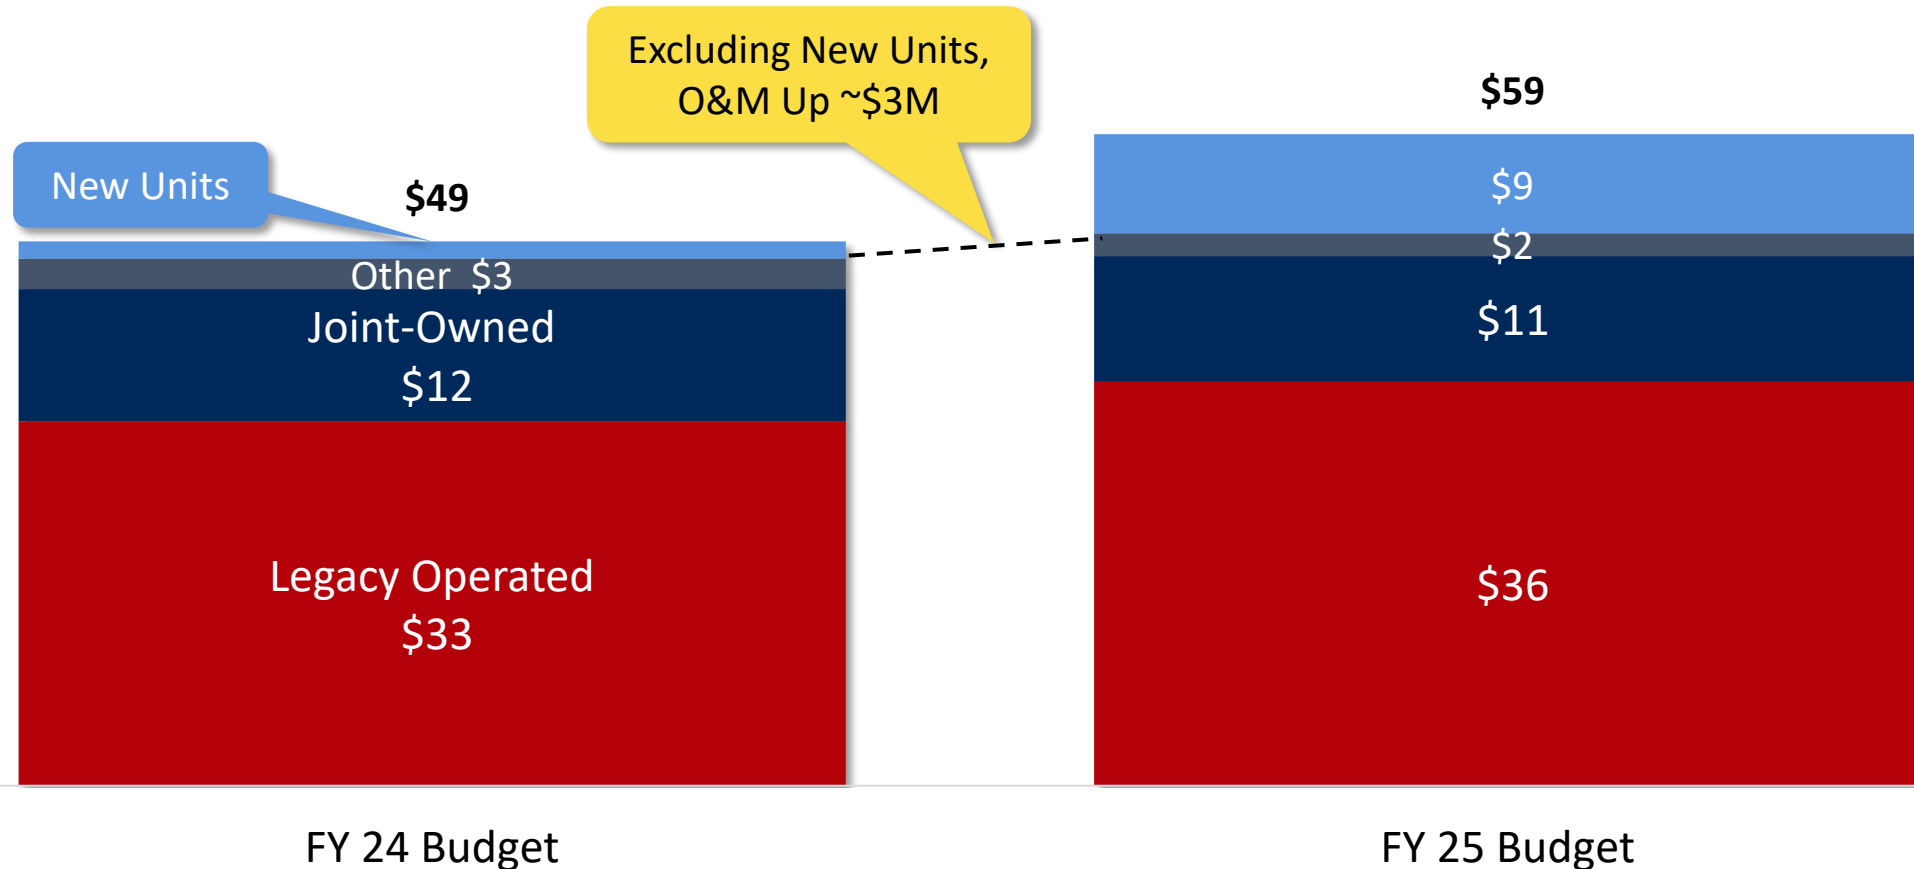 Excluding New Units,
O&M Up ~$3M
$59
New Units
$49
$9
Other $3
$2
Joint-Owned
$12
$11
Legacy Operated
$33
$36
FY 24 Budget
FY 25 Budget